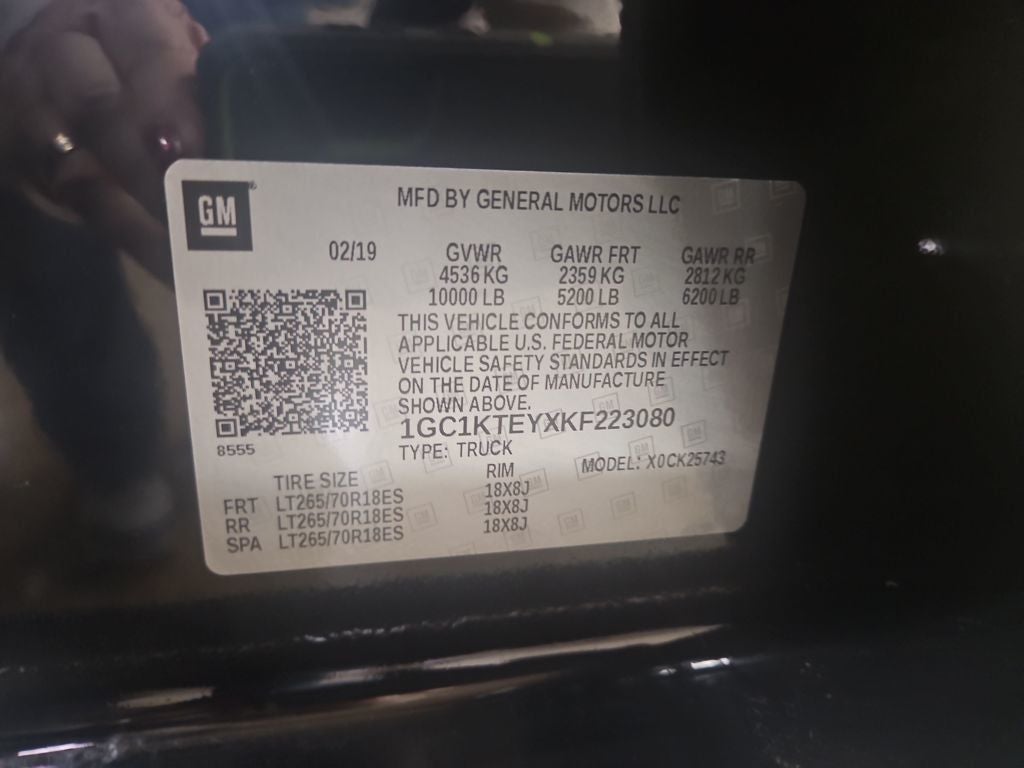 GM
MFD BY GENERAL MOTORS LLC
02/19 GVWR GAWR FRT GAWR RR
4536 KG 2359 KG 2812 KG
10000 LB 5200 LB 6200 LB
THIS VEHICLE CONFORMS TO ALL
APPLICABLE U.S. FEDERAL MOTOR
VEHICLE SAFETY STANDARDS IN EFFECT
ON THE DATE OF MANUFACTURE
SHOWN ABOVE.
1GC1KTEYXKF223080
8555
TYPE: TRUCK MODEL: X0CK25743
TIRE SIZE RIM
FRT LT265/70R18ES 18X8J
RR LT265/70R18ES 18X8J
SPA LT265/70R18ES 18X8J